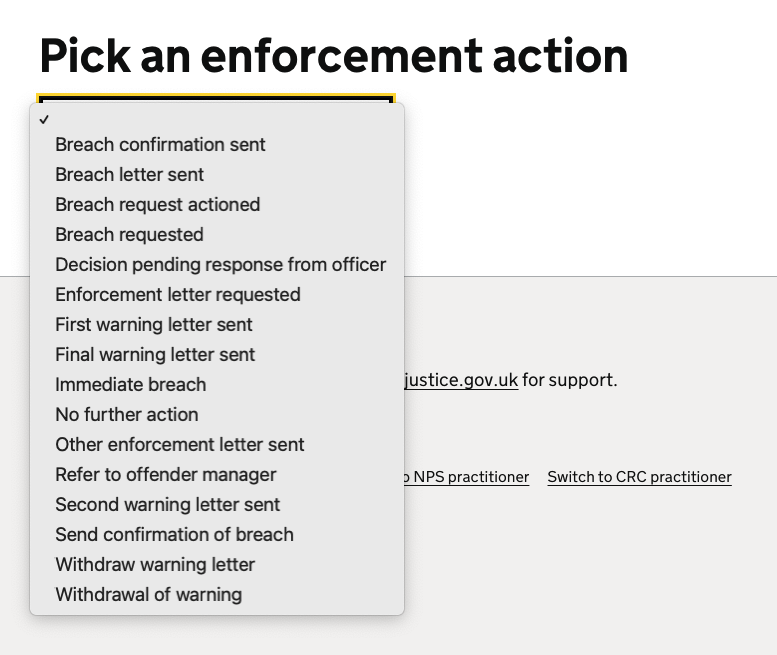 Pick an enforcement action
✓
Breach confirmation sent
Breach letter sent
Breach request actioned
Breach requested
Decision pending response from officer
Enforcement letter requested
First warning letter sent
Final warning letter sent
Immediate breach
No further action
Other enforcement letter sent
Refer to offender manager
Second warning letter sent
Send confirmation of breach
Withdraw warning letter
Withdrawal of warning
justice.gov.uk for support.
NPS practitioner Switch to CRC practitioner